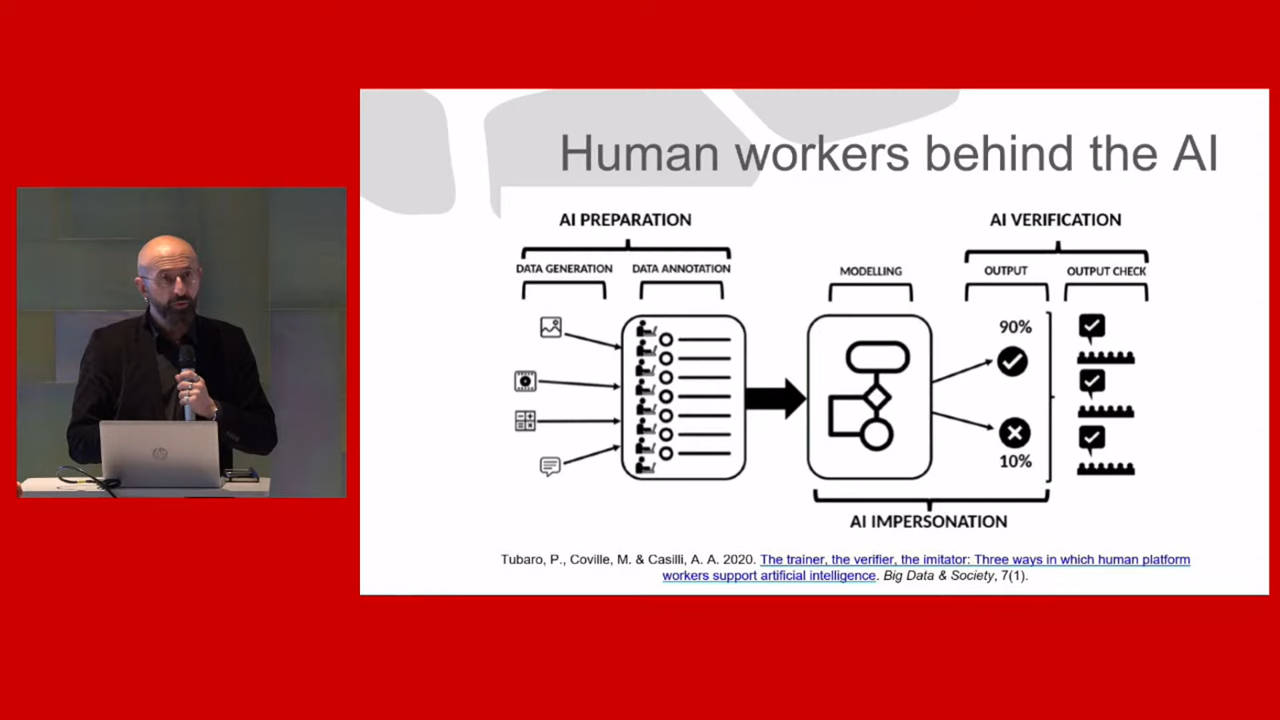 Human workers behind the AI
AI PREPARATION
AI VERIFICATION
DATA GENERATION
DATA ANNOTATION
MODELLING
OUTPUT
OUTPUT CHECK
90%
10%
AI IMPERSONATION
Tubaro, P., Coville, M. & Casilli, A. A. 2020. The trainer, the verifier, the imitator: Three ways in which human platform
workers support artificial intelligence. Big Data & Society, 7(1).
hp